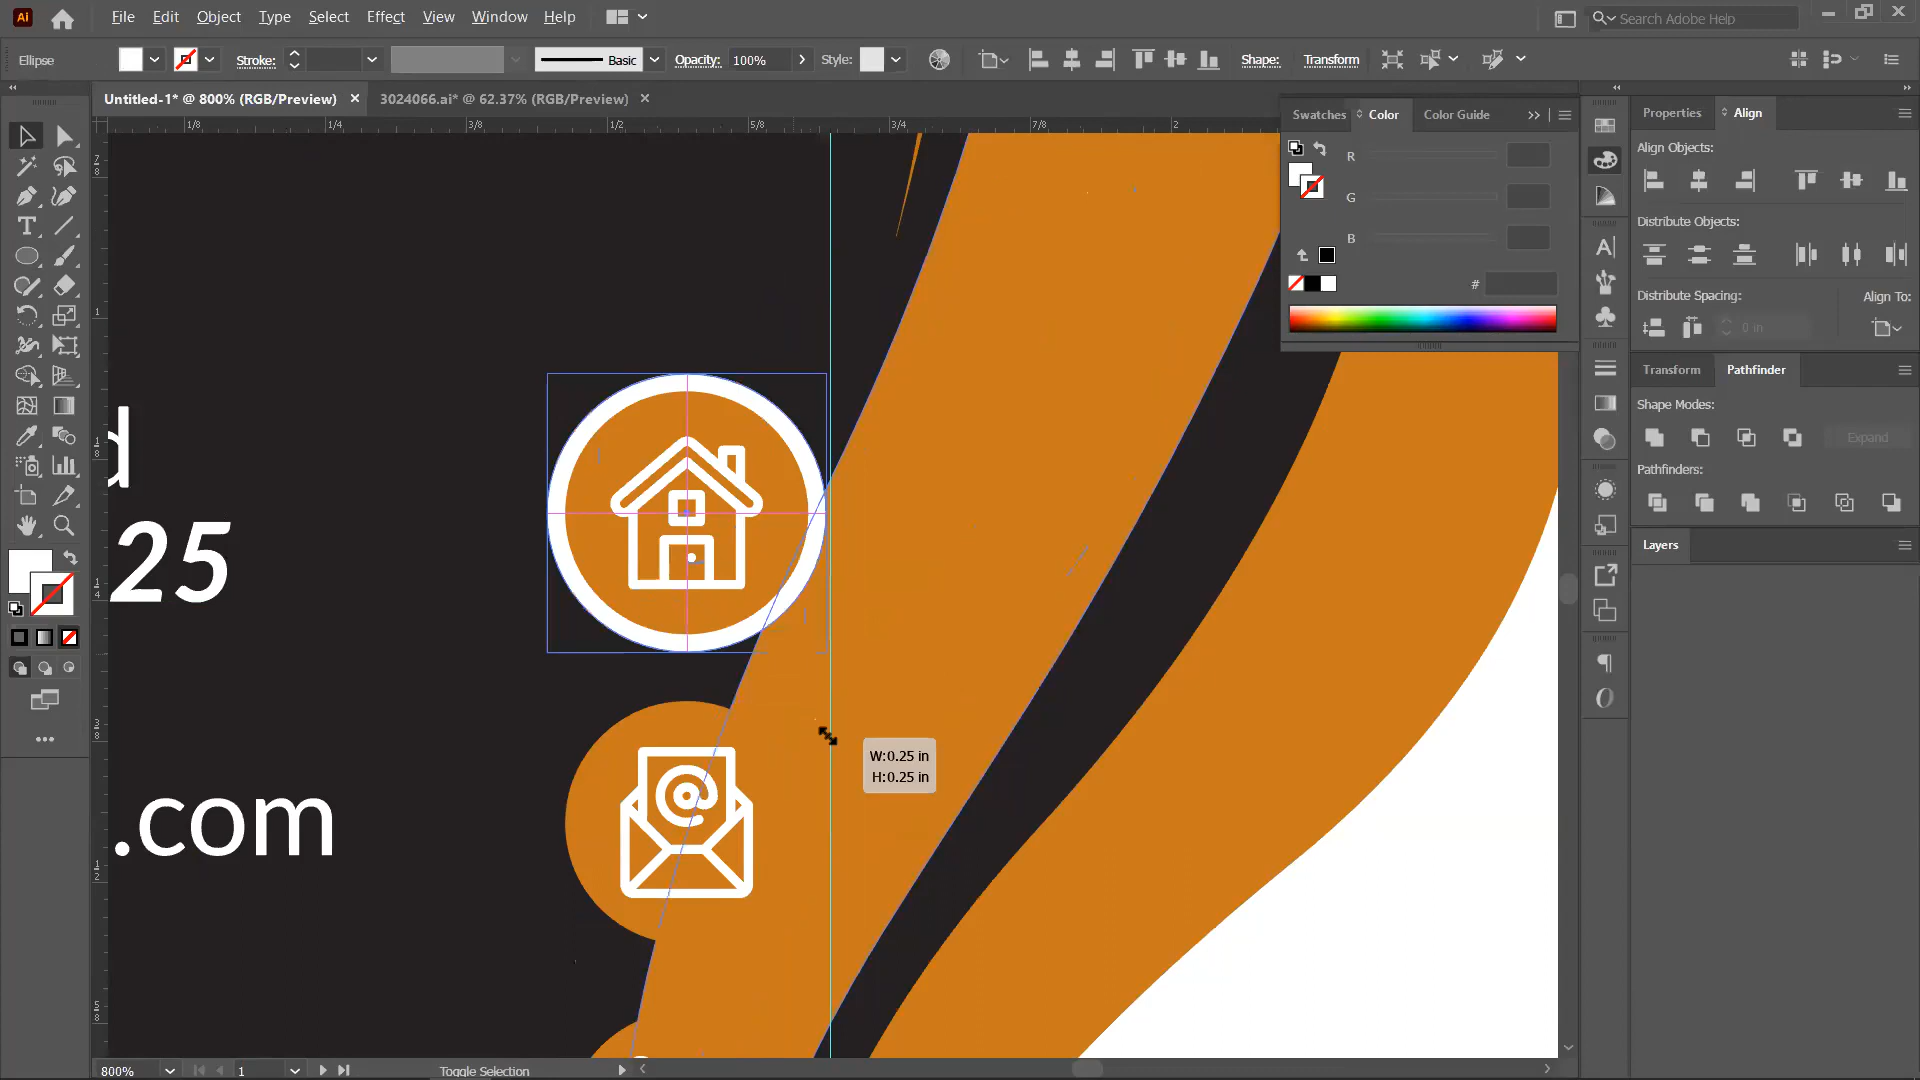 Ai File Edit Object Type Select Effect View Window Help
Search Adobe Help
Ellipse Stroke: Basic Opacity: 100% Style: Shape: Transform
Untitled-1* @ 800% (RGB/Preview) 3024066.ai* @ 62.37% (RGB/Preview)
1/8 1/4 3/8 1/2 5/8 3/4 7/8 2
Swatches Color Color Guide
R
G
B
#
Properties Align
Align Objects:
Distribute Objects:
Distribute Spacing: Align To:
0 in
Transform Pathfinder
Shape Modes:
Expand
Pathfinders:
Layers
d
25
.com
@
W:0.25 in
H:0.25 in
800% 1 Toggle Selection